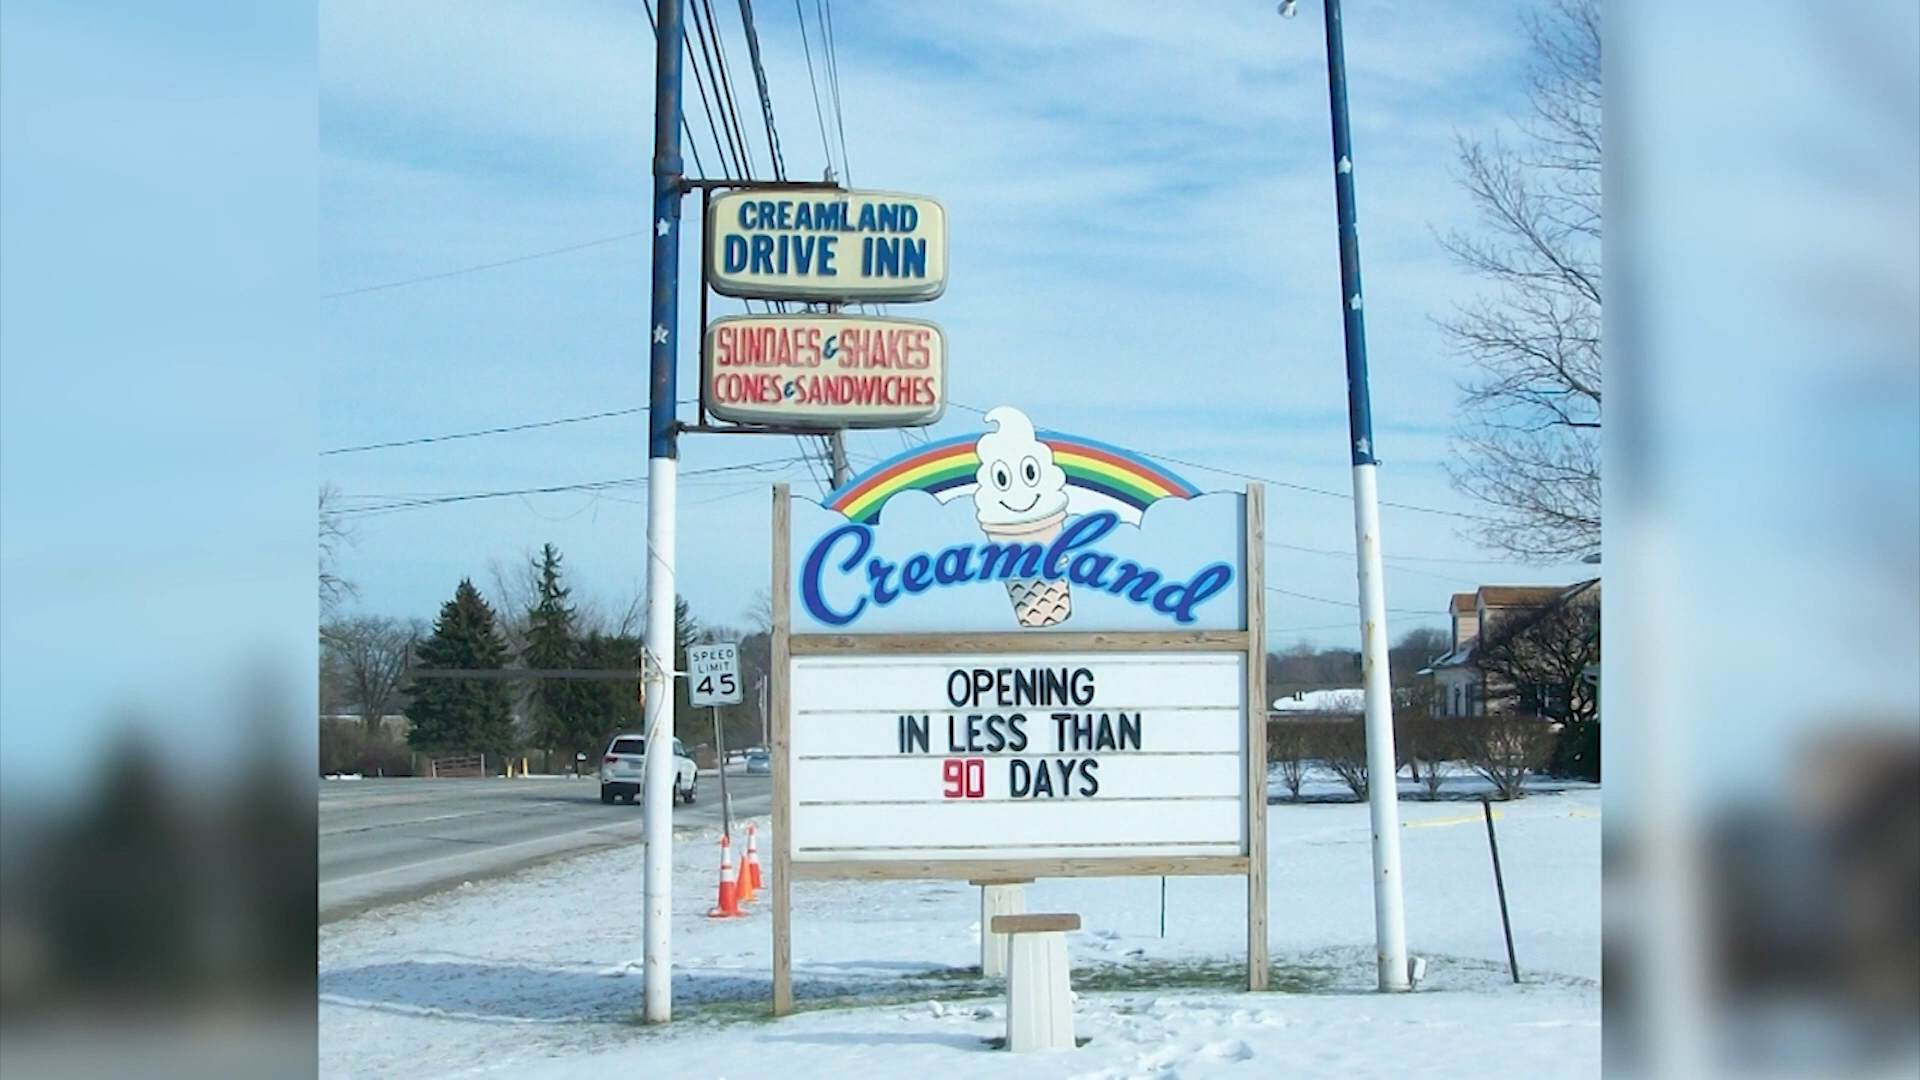 CREAMLAND
DRIVE INN
SUNDAES & SHAKES
CONES & SANDWICHES
Creamland
SPEED
LIMIT
45
OPENING
IN LESS THAN
90 DAYS